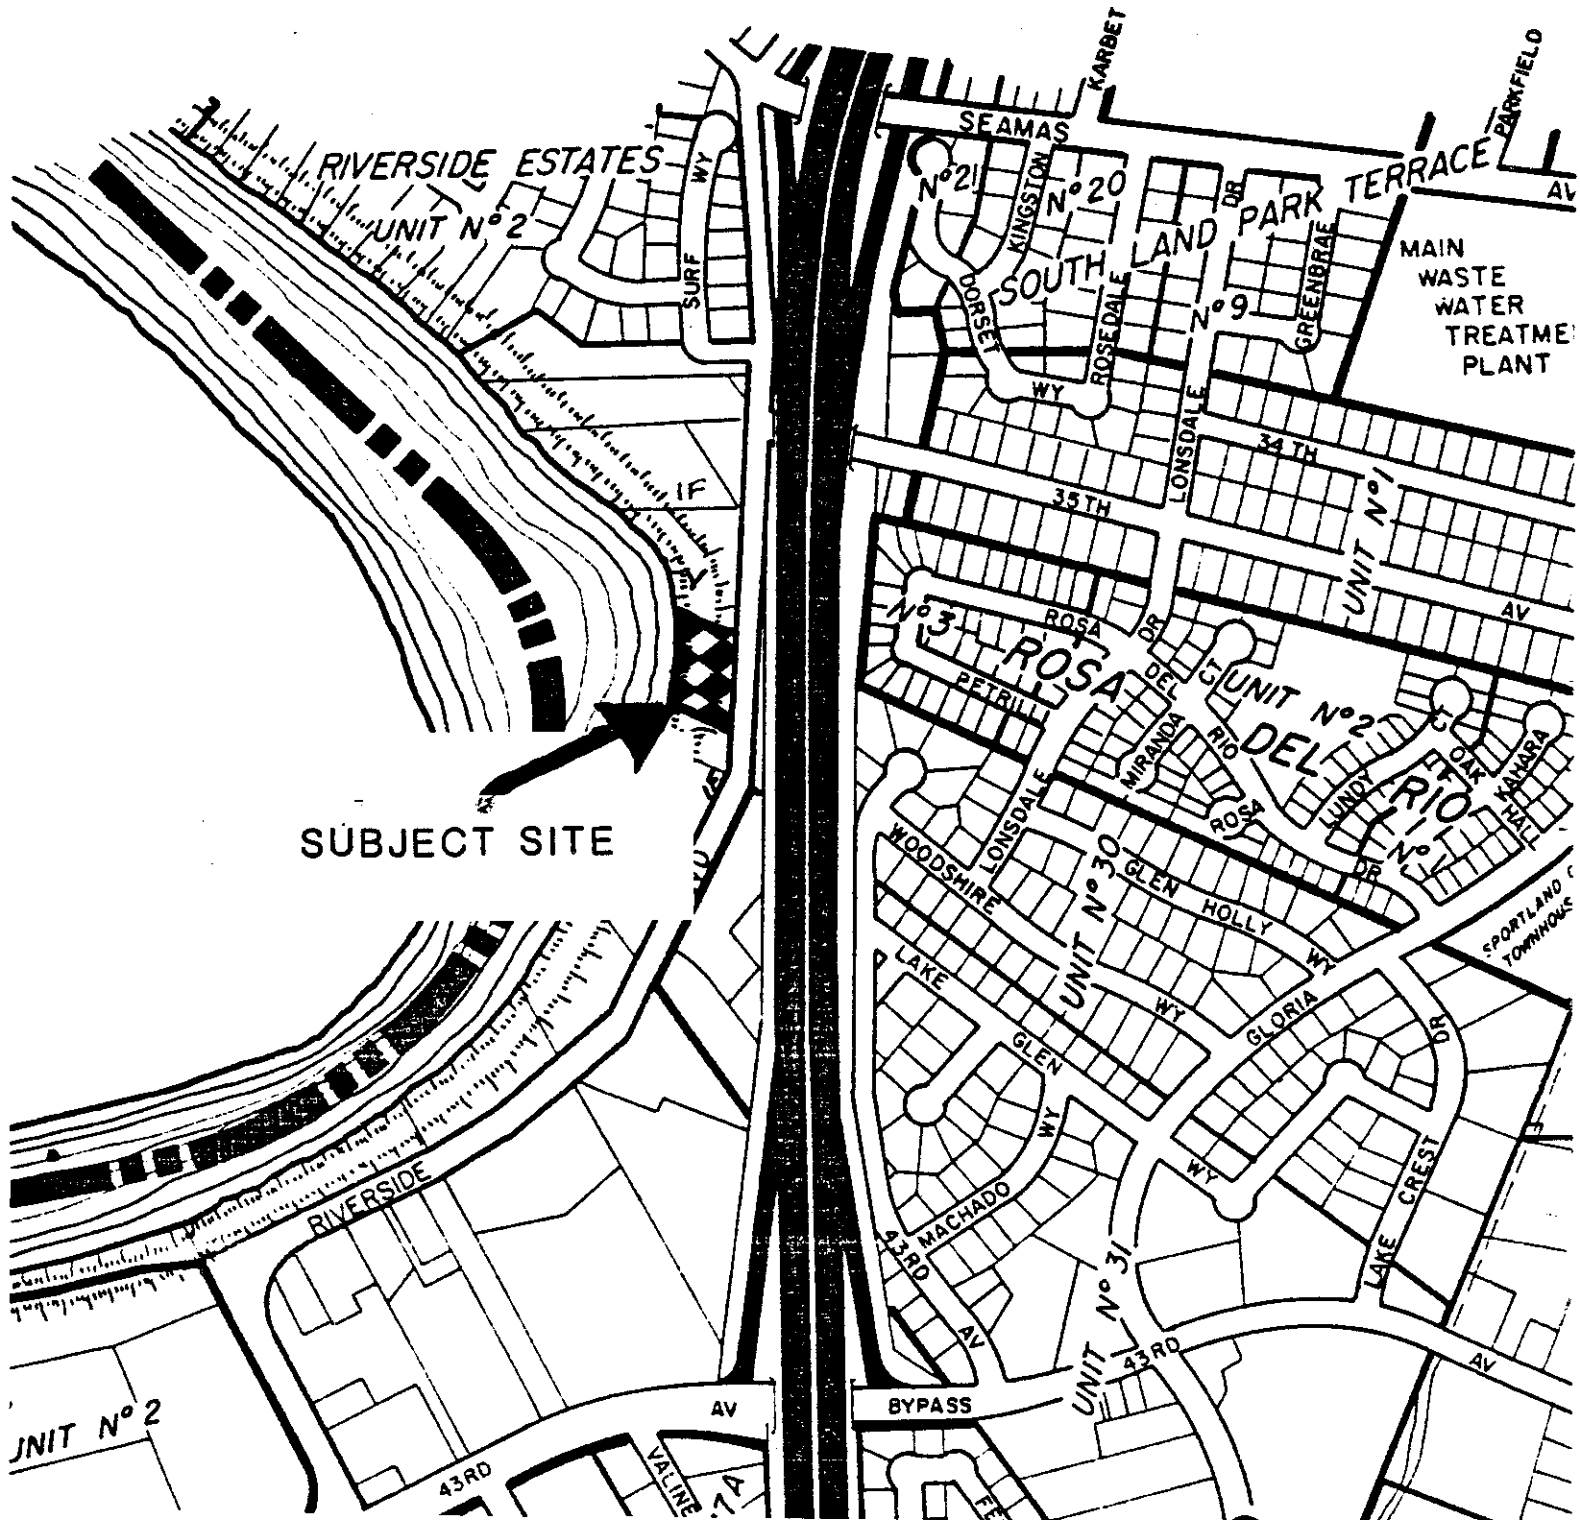 KARBET
PARKFIELD
SEAMAS
AV
RIVERSIDE ESTATES
UNIT Nº 2
SURF WY
Nº 21
KINGSTON
Nº 20
DR
SOUTH LAND PARK TERRACE
MAIN
WASTE
WATER
TREATME
PLANT
DORSET
WY
ROSEDALE
Nº 9
GREENBRAE
LONSDALE
34 TH
35TH
UNIT Nº 1
AV
1F
Nº 3
ROSA
DR
ROSA
DEL
RIO
PETRILLI
DEL
RIO
ROSA
DR
CT
UNIT Nº 2
MIRANDA
LONSDALE
LUNDY
CT
OAK
HALL
KAHARA
UNIT
Nº 1
SUBJECT SITE
WOODSHIRE
WY
GLEN
HOLLY
WY
UNIT Nº 30
SPORTLAND
TOWNHOUS
LAKE
GLEN
WY
GLORIA
DR
WY
MACHADO
LAKE CREST
43RD
AV
UNIT Nº 31
RIVERSIDE
43RD
AV
UNIT Nº 2
AV
BYPASS
43RD
VALINE
7A
FE